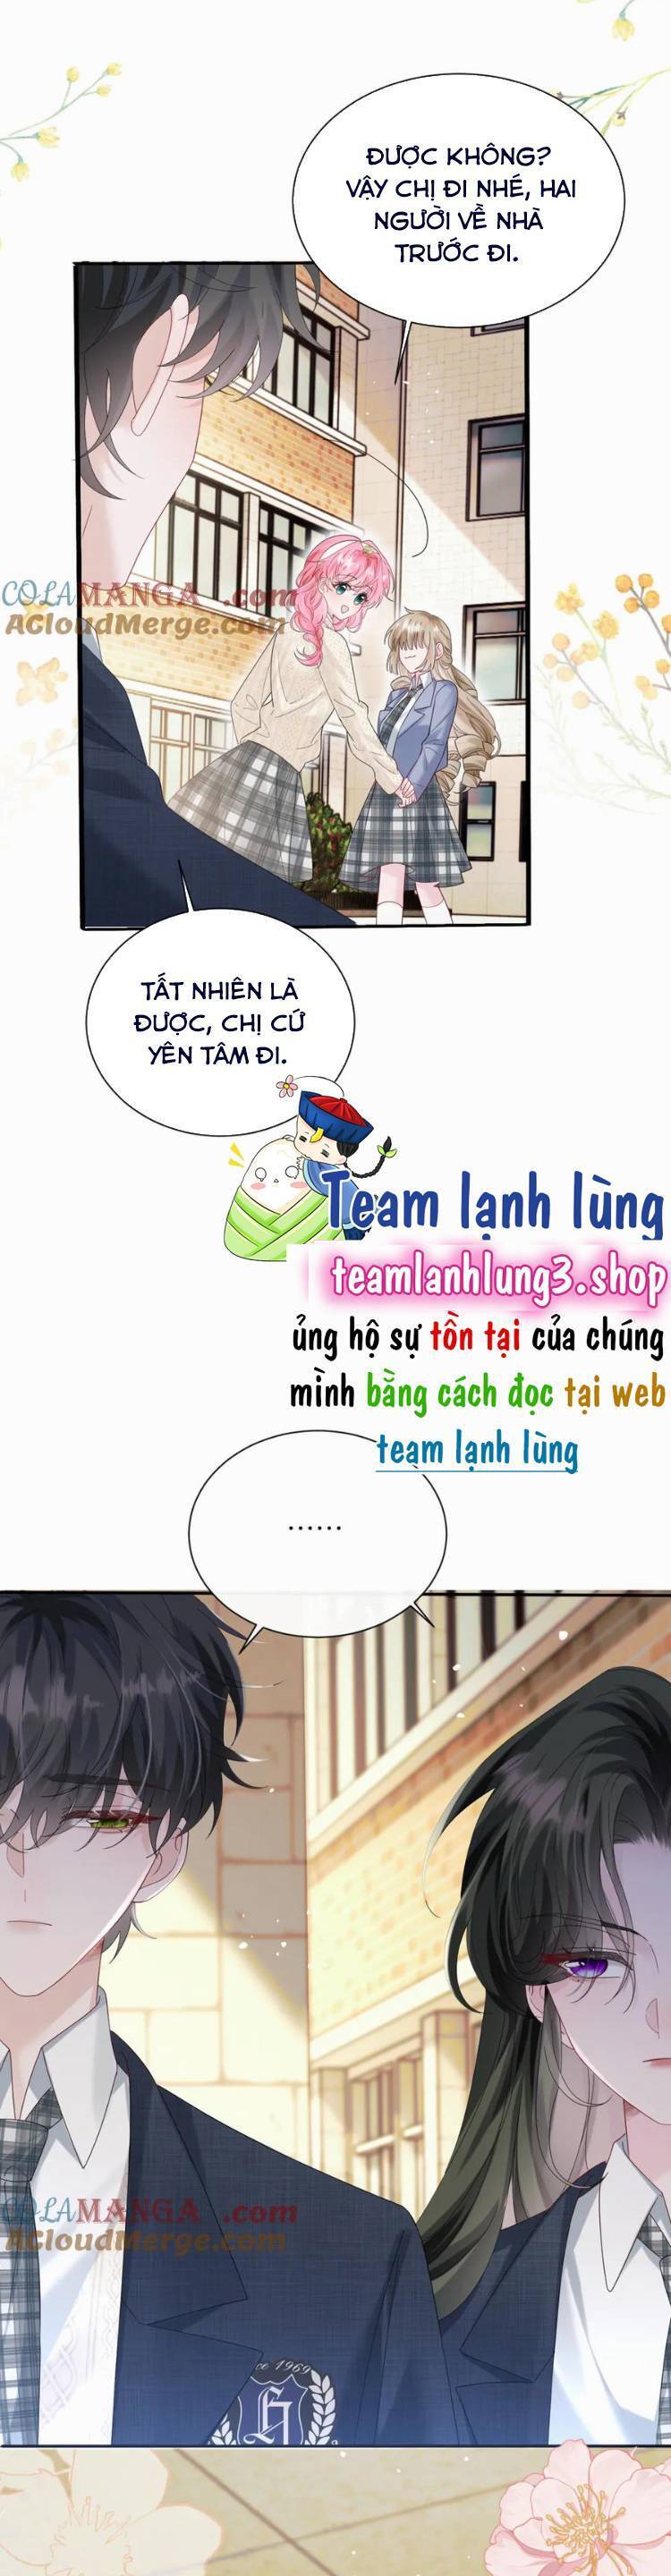 ĐƯỢC KHÔNG?
VẬY CHỊ ĐI NHÉ, HAI
NGƯỜI VỀ NHÀ
TRƯỚC ĐI.
COLAMANGA.com
ACloudMerge.com
TẤT NHIÊN LÀ
ĐƯỢC, CHỊ CỨ
YÊN TÂM ĐI.
Team lạnh lùng
teamlanhlung3.shop
ủng hộ sự tồn tại của chúng
mình bằng cách đọc tại web
team lạnh lùng
......
COLAMANGA.com
ACloudMerge.com
ce 1969